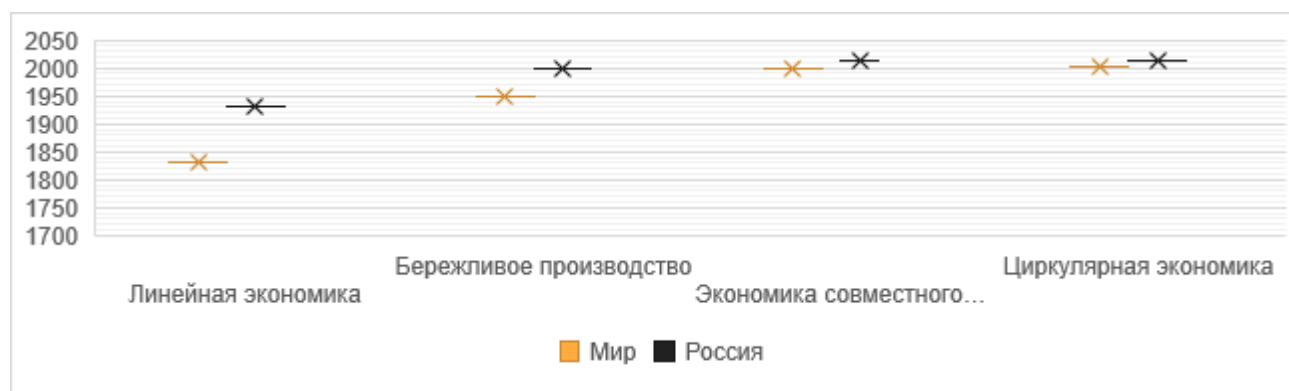 2050
2000
1950
1900
1850
1800
1750
1700
Бережливое производство
Циркулярная экономика
Линейная экономика
Экономика совместного…
Мир
Россия